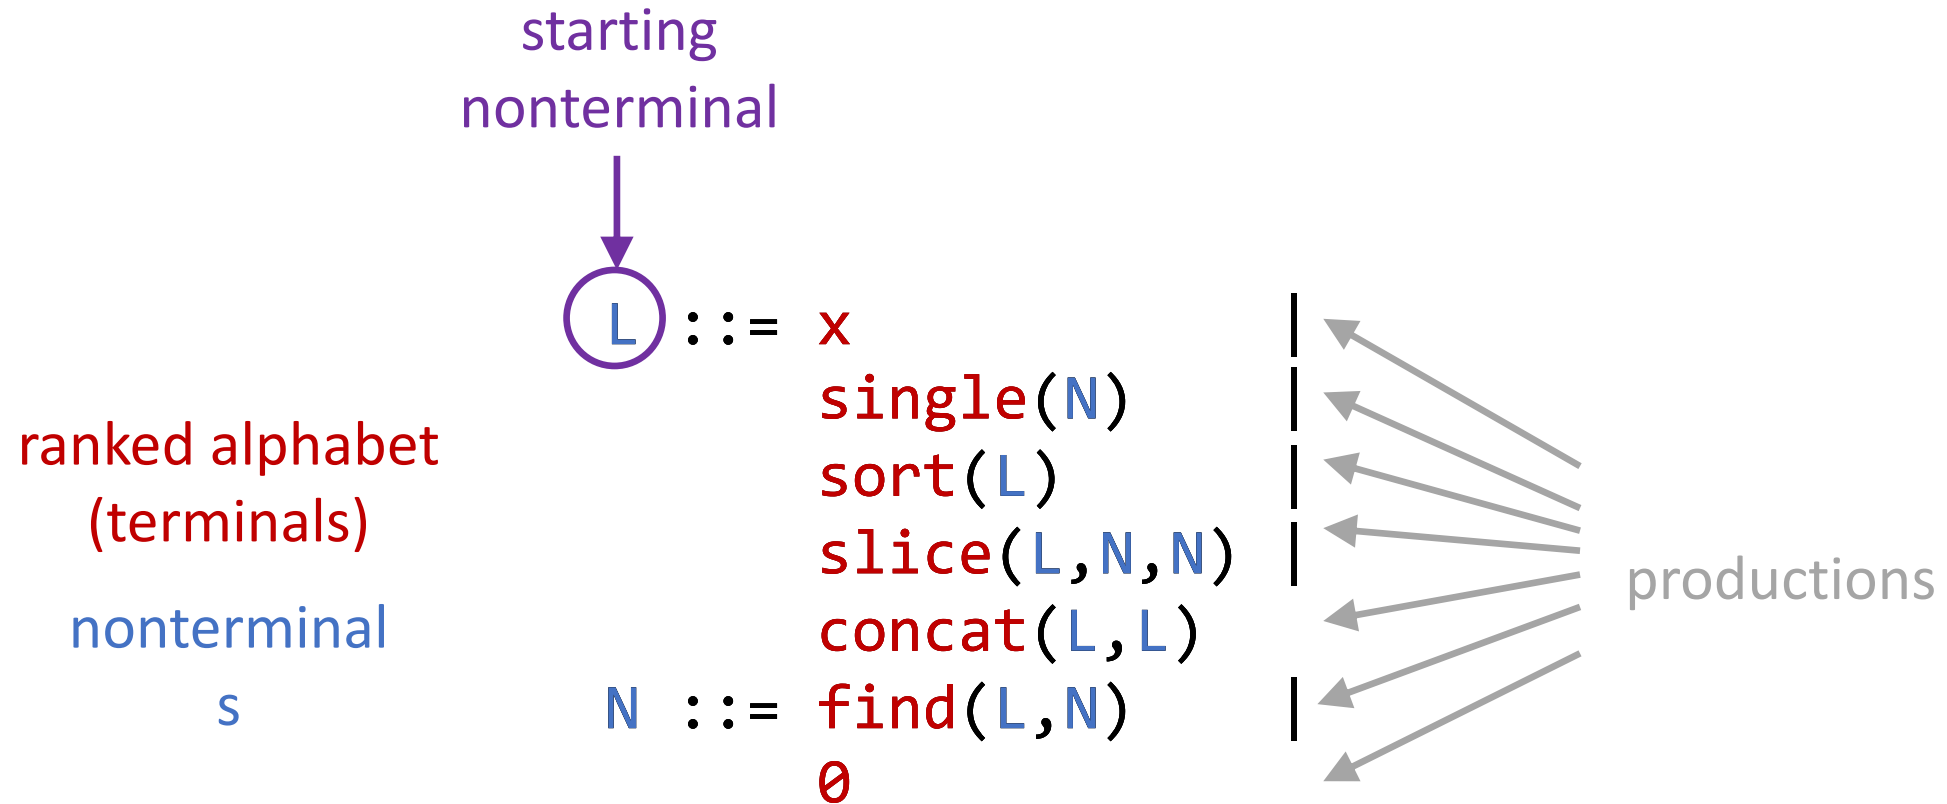 starting
nonterminal
L ::= x |
single(N) |
sort(L) |
slice(L,N,N) |
concat(L,L)
N ::= find(L,N) |
0
ranked alphabet
(terminals)
nonterminal
s
productions